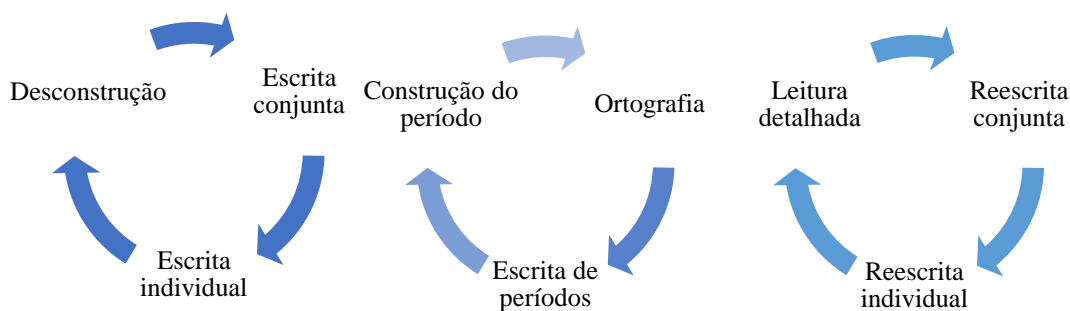 Desconstrução
Escrita
conjunta
Escrita
individual
Construção do
período
Ortografia
Escrita de
períodos
Leitura
detalhada
Reescrita
conjunta
Reescrita
individual